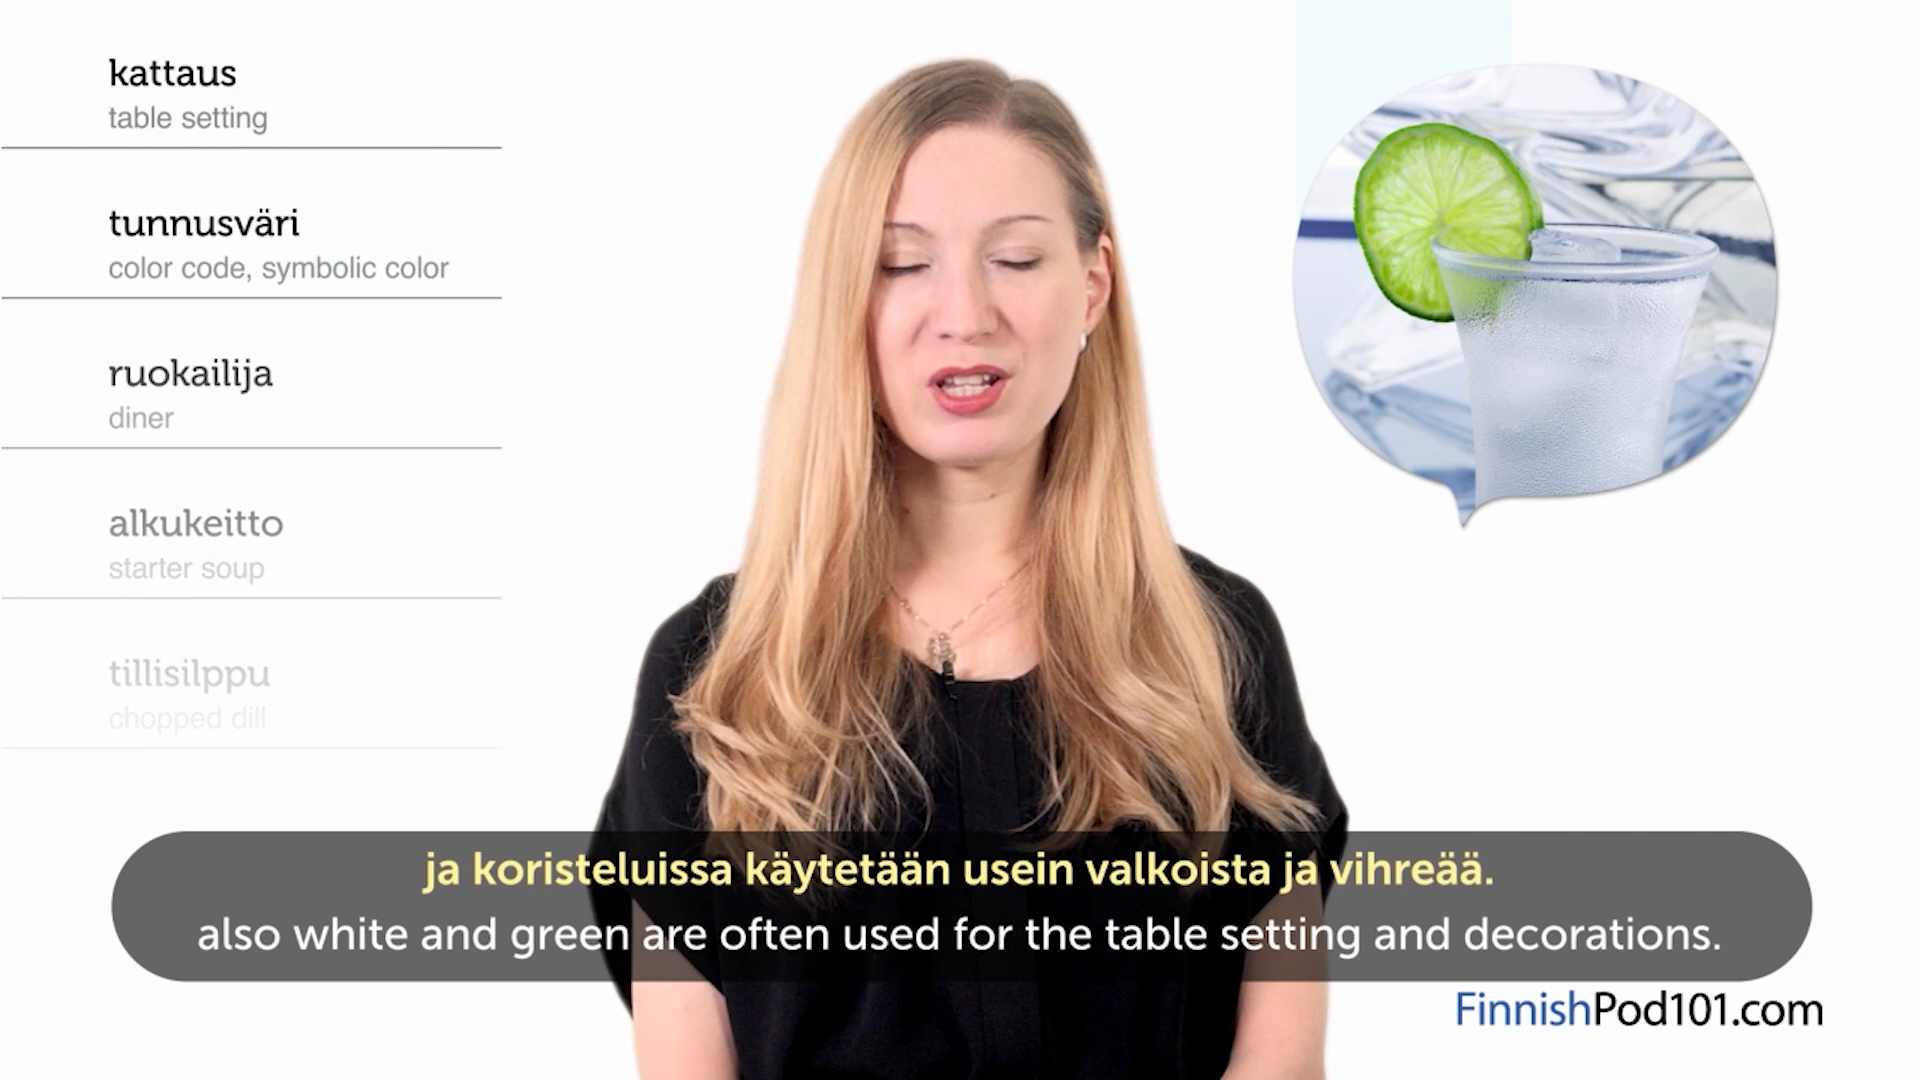 kattaus
table setting
tunnusväri
color code, symbolic color
ruokailija
diner
alkukeitto
starter soup
tillisilppu
chopped dill
ja koristeluissa käytetään usein valkoista ja vihreää.
also white and green are often used for the table setting and decorations.
FinnishPod101.com